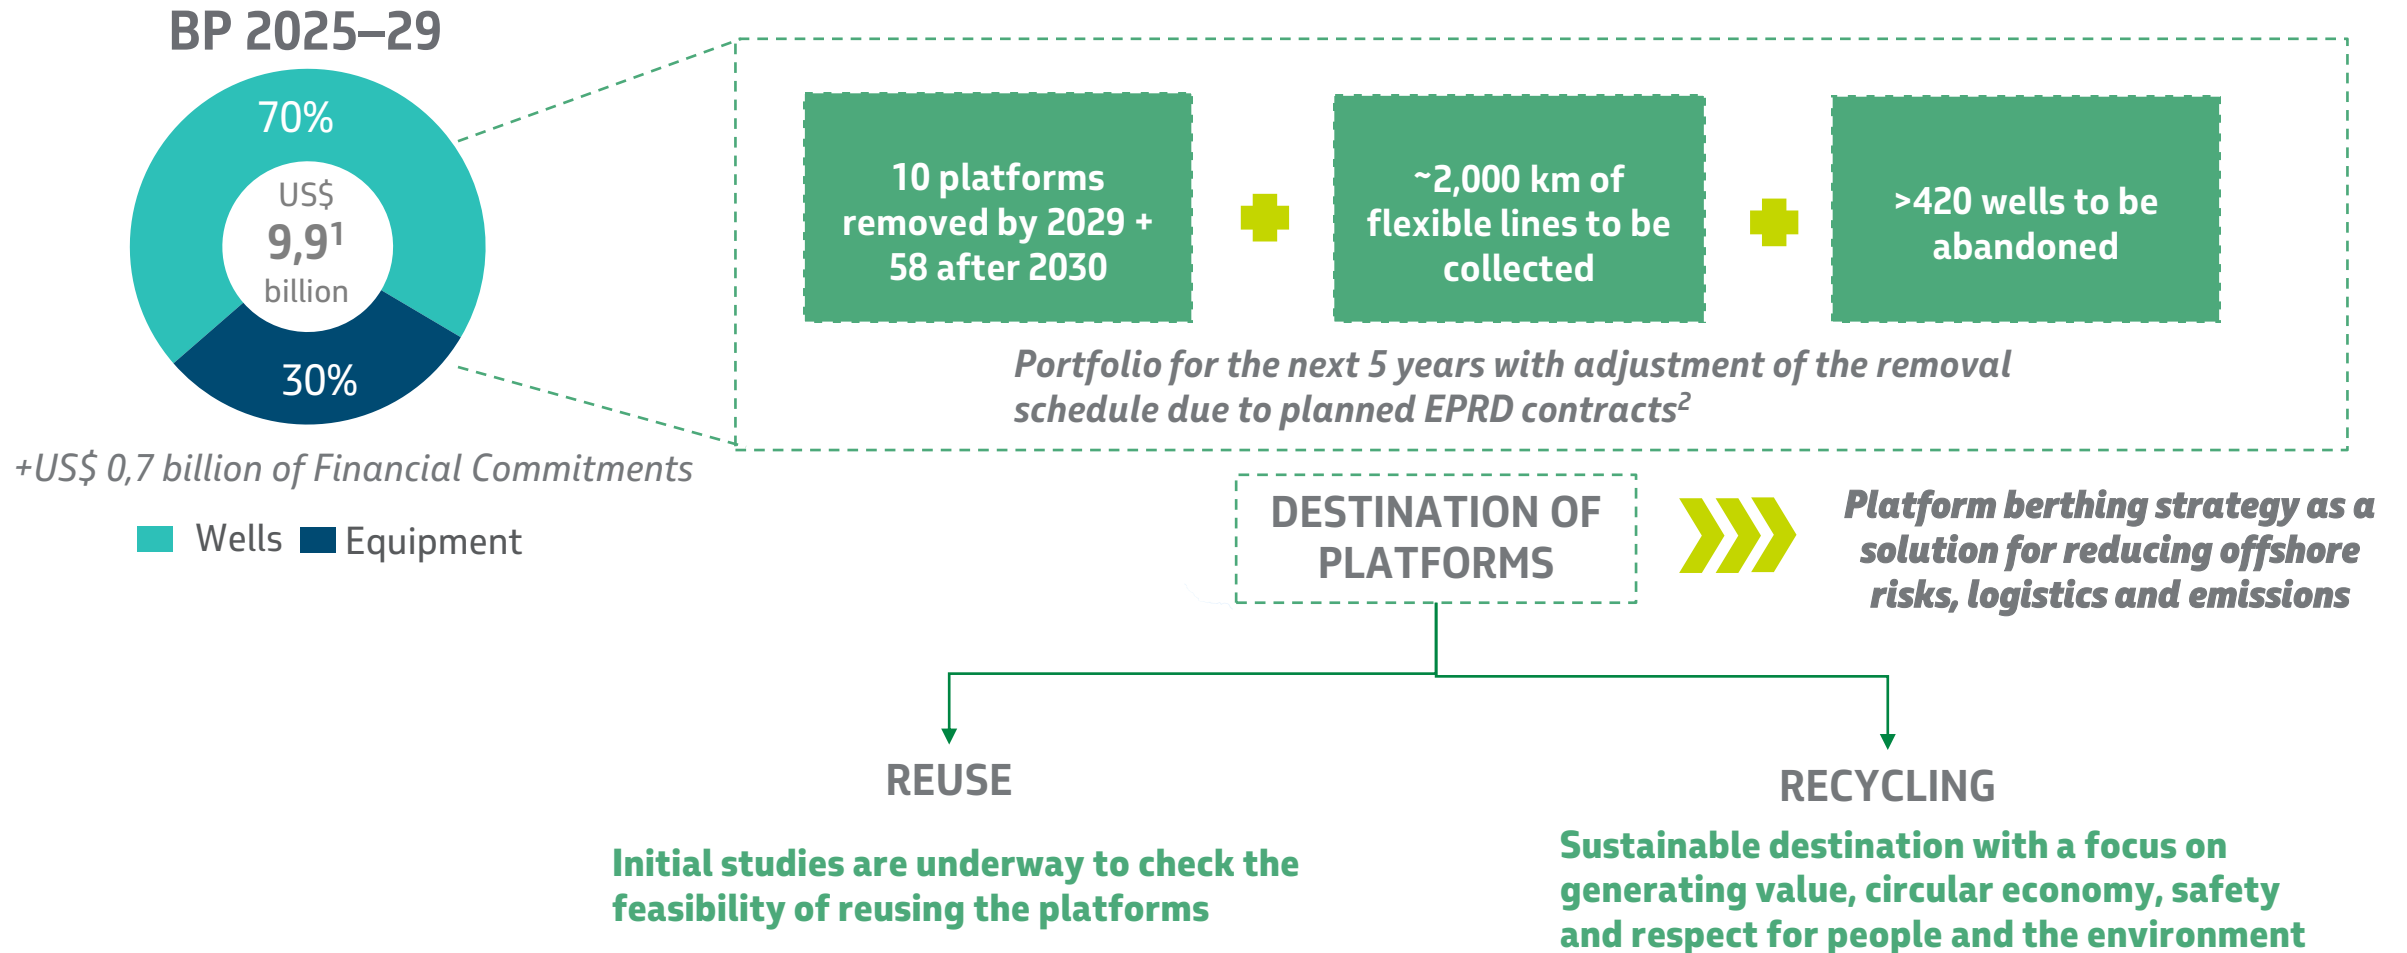 BP 2025–29
70%
US$
9,9¹
billion
30%
+US$ 0,7 billion of Financial Commitments
Wells
Equipment
10 platforms
removed by 2029 +
58 after 2030
~2,000 km of
flexible lines to be
collected
>420 wells to be
abandoned
Portfolio for the next 5 years with adjustment of the removal
schedule due to planned EPRD contracts²
DESTINATION OF
PLATFORMS
Platform berthing strategy as a
solution for reducing offshore
risks, logistics and emissions
REUSE
Initial studies are underway to check the
feasibility of reusing the platforms
RECYCLING
Sustainable destination with a focus on
generating value, circular economy, safety
and respect for people and the environment